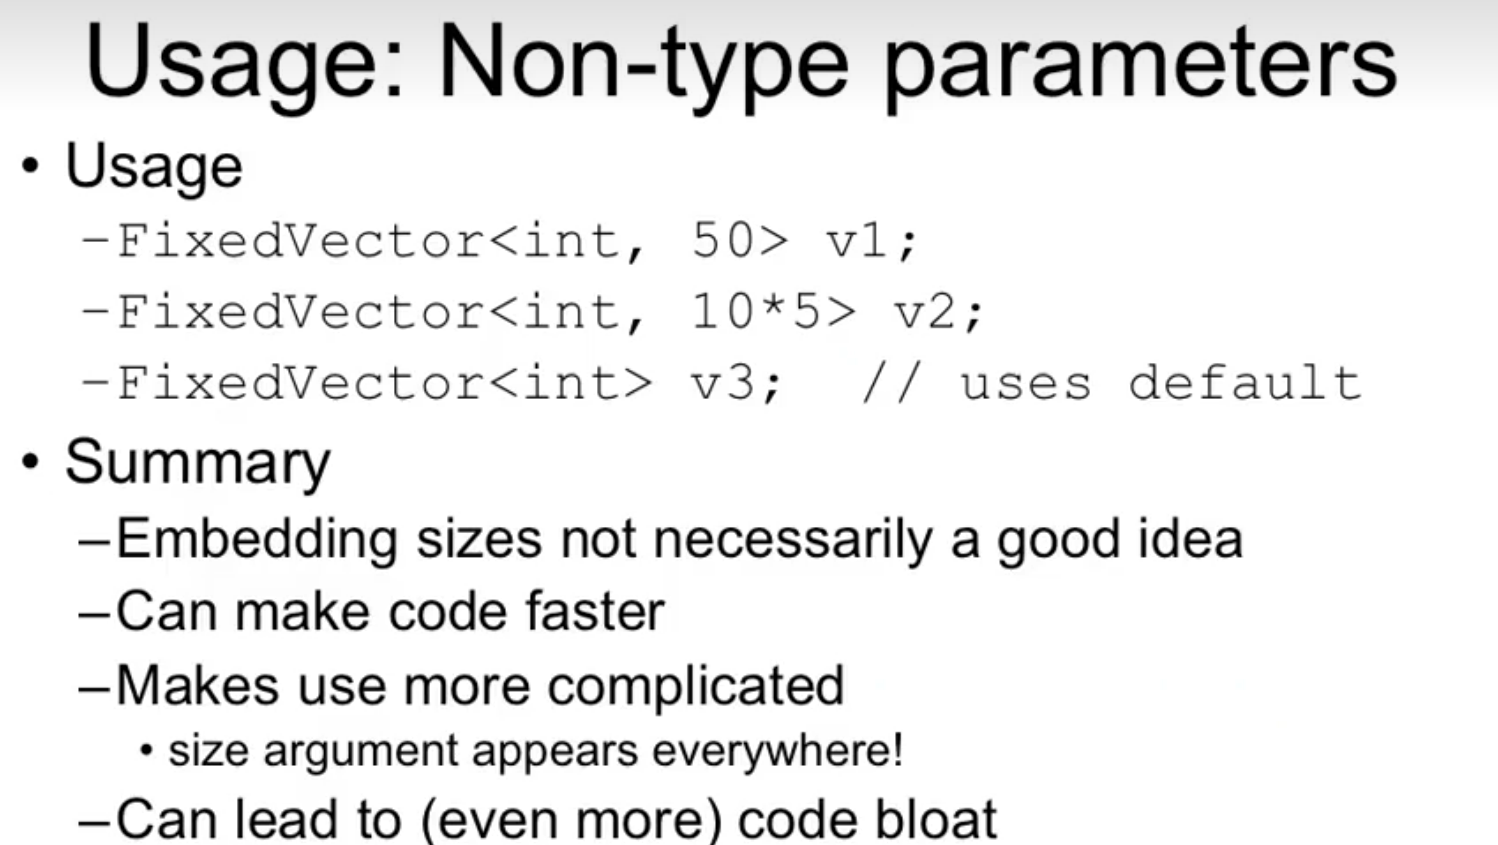 Usage: Non-type parameters
• Usage
–FixedVector<int, 50> v1;
–FixedVector<int, 10*5> v2;
–FixedVector<int> v3;  // uses default
• Summary
–Embedding sizes not necessarily a good idea
–Can make code faster
–Makes use more complicated
• size argument appears everywhere!
–Can lead to (even more) code bloat